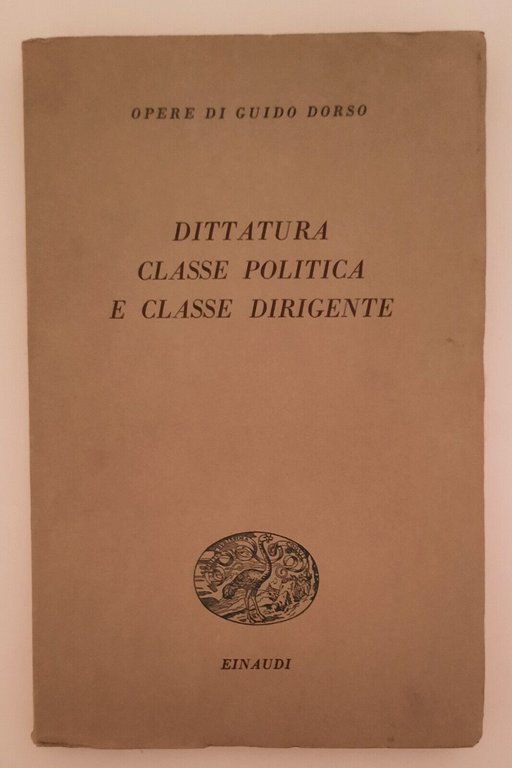 OPERE DI GUIDO DORSO
DITTATURA
CLASSE POLITICA
E CLASSE DIRIGENTE
EINAUDI